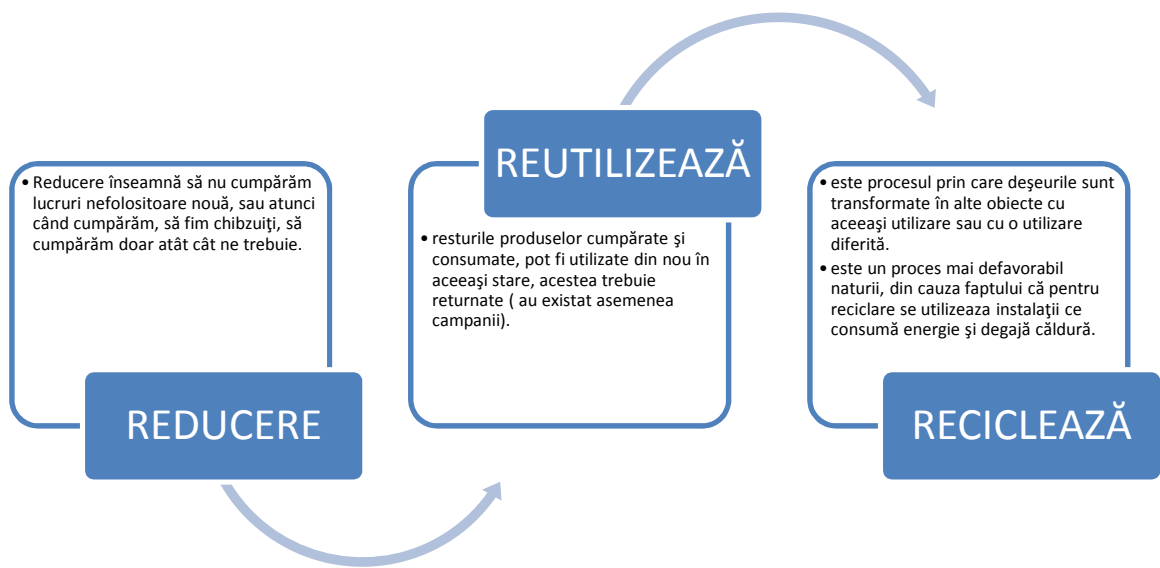 • Reducere înseamnă să nu cumpărăm
lucruri nefolositoare nouă, sau atunci
când cumpărăm, să fim chibzuiţi, să
cumpărăm doar atât cât ne trebuie.
REDUCERE
REUTILIZEAZĂ
• resturile produselor cumpărate şi
consumate, pot fi utilizate din nou în
aceeaşi stare, acestea trebuie
returnate ( au existat asemenea
campanii).
• este procesul prin care deşeurile sunt
transformate în alte obiecte cu
aceeaşi utilizare sau cu o utilizare
diferită.
• este un proces mai defavorabil
naturii, din cauza faptului că pentru
reciclare se utilizeaza instalaţii ce
consumă energie şi degajă căldură.
RECICLEAZĂ